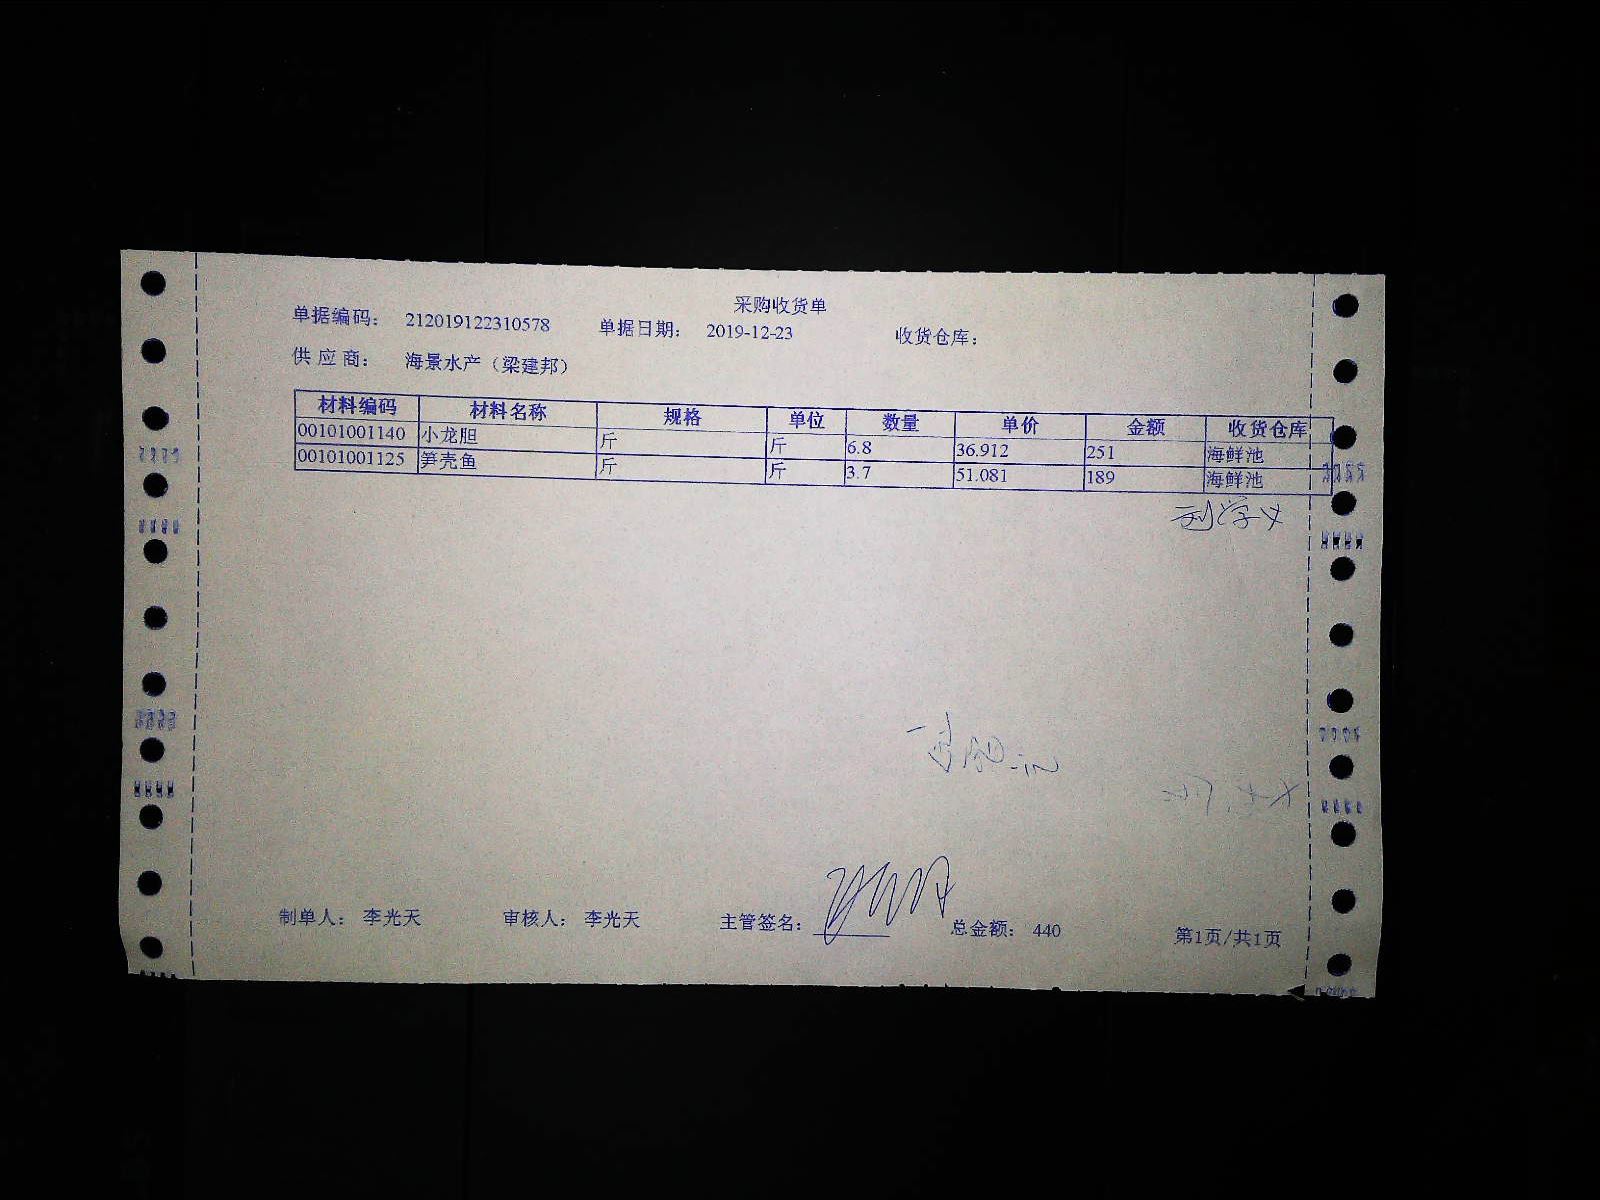 采购收货单
单据编码： 212019122310578 单据日期： 2019-12-23 收货仓库：
供应商： 海景水产（梁建邦）
材料编码 材料名称 规格 单位 数量 单价 金额 收货仓库
00101001140 小龙胆 斤 斤 6.8 36.912 251 海鲜池
00101001125 笋壳鱼 斤 斤 3.7 51.081 189 海鲜池
制单人： 李光天 审核人： 李光天 主管签名： 总金额： 440 第1页/共1页